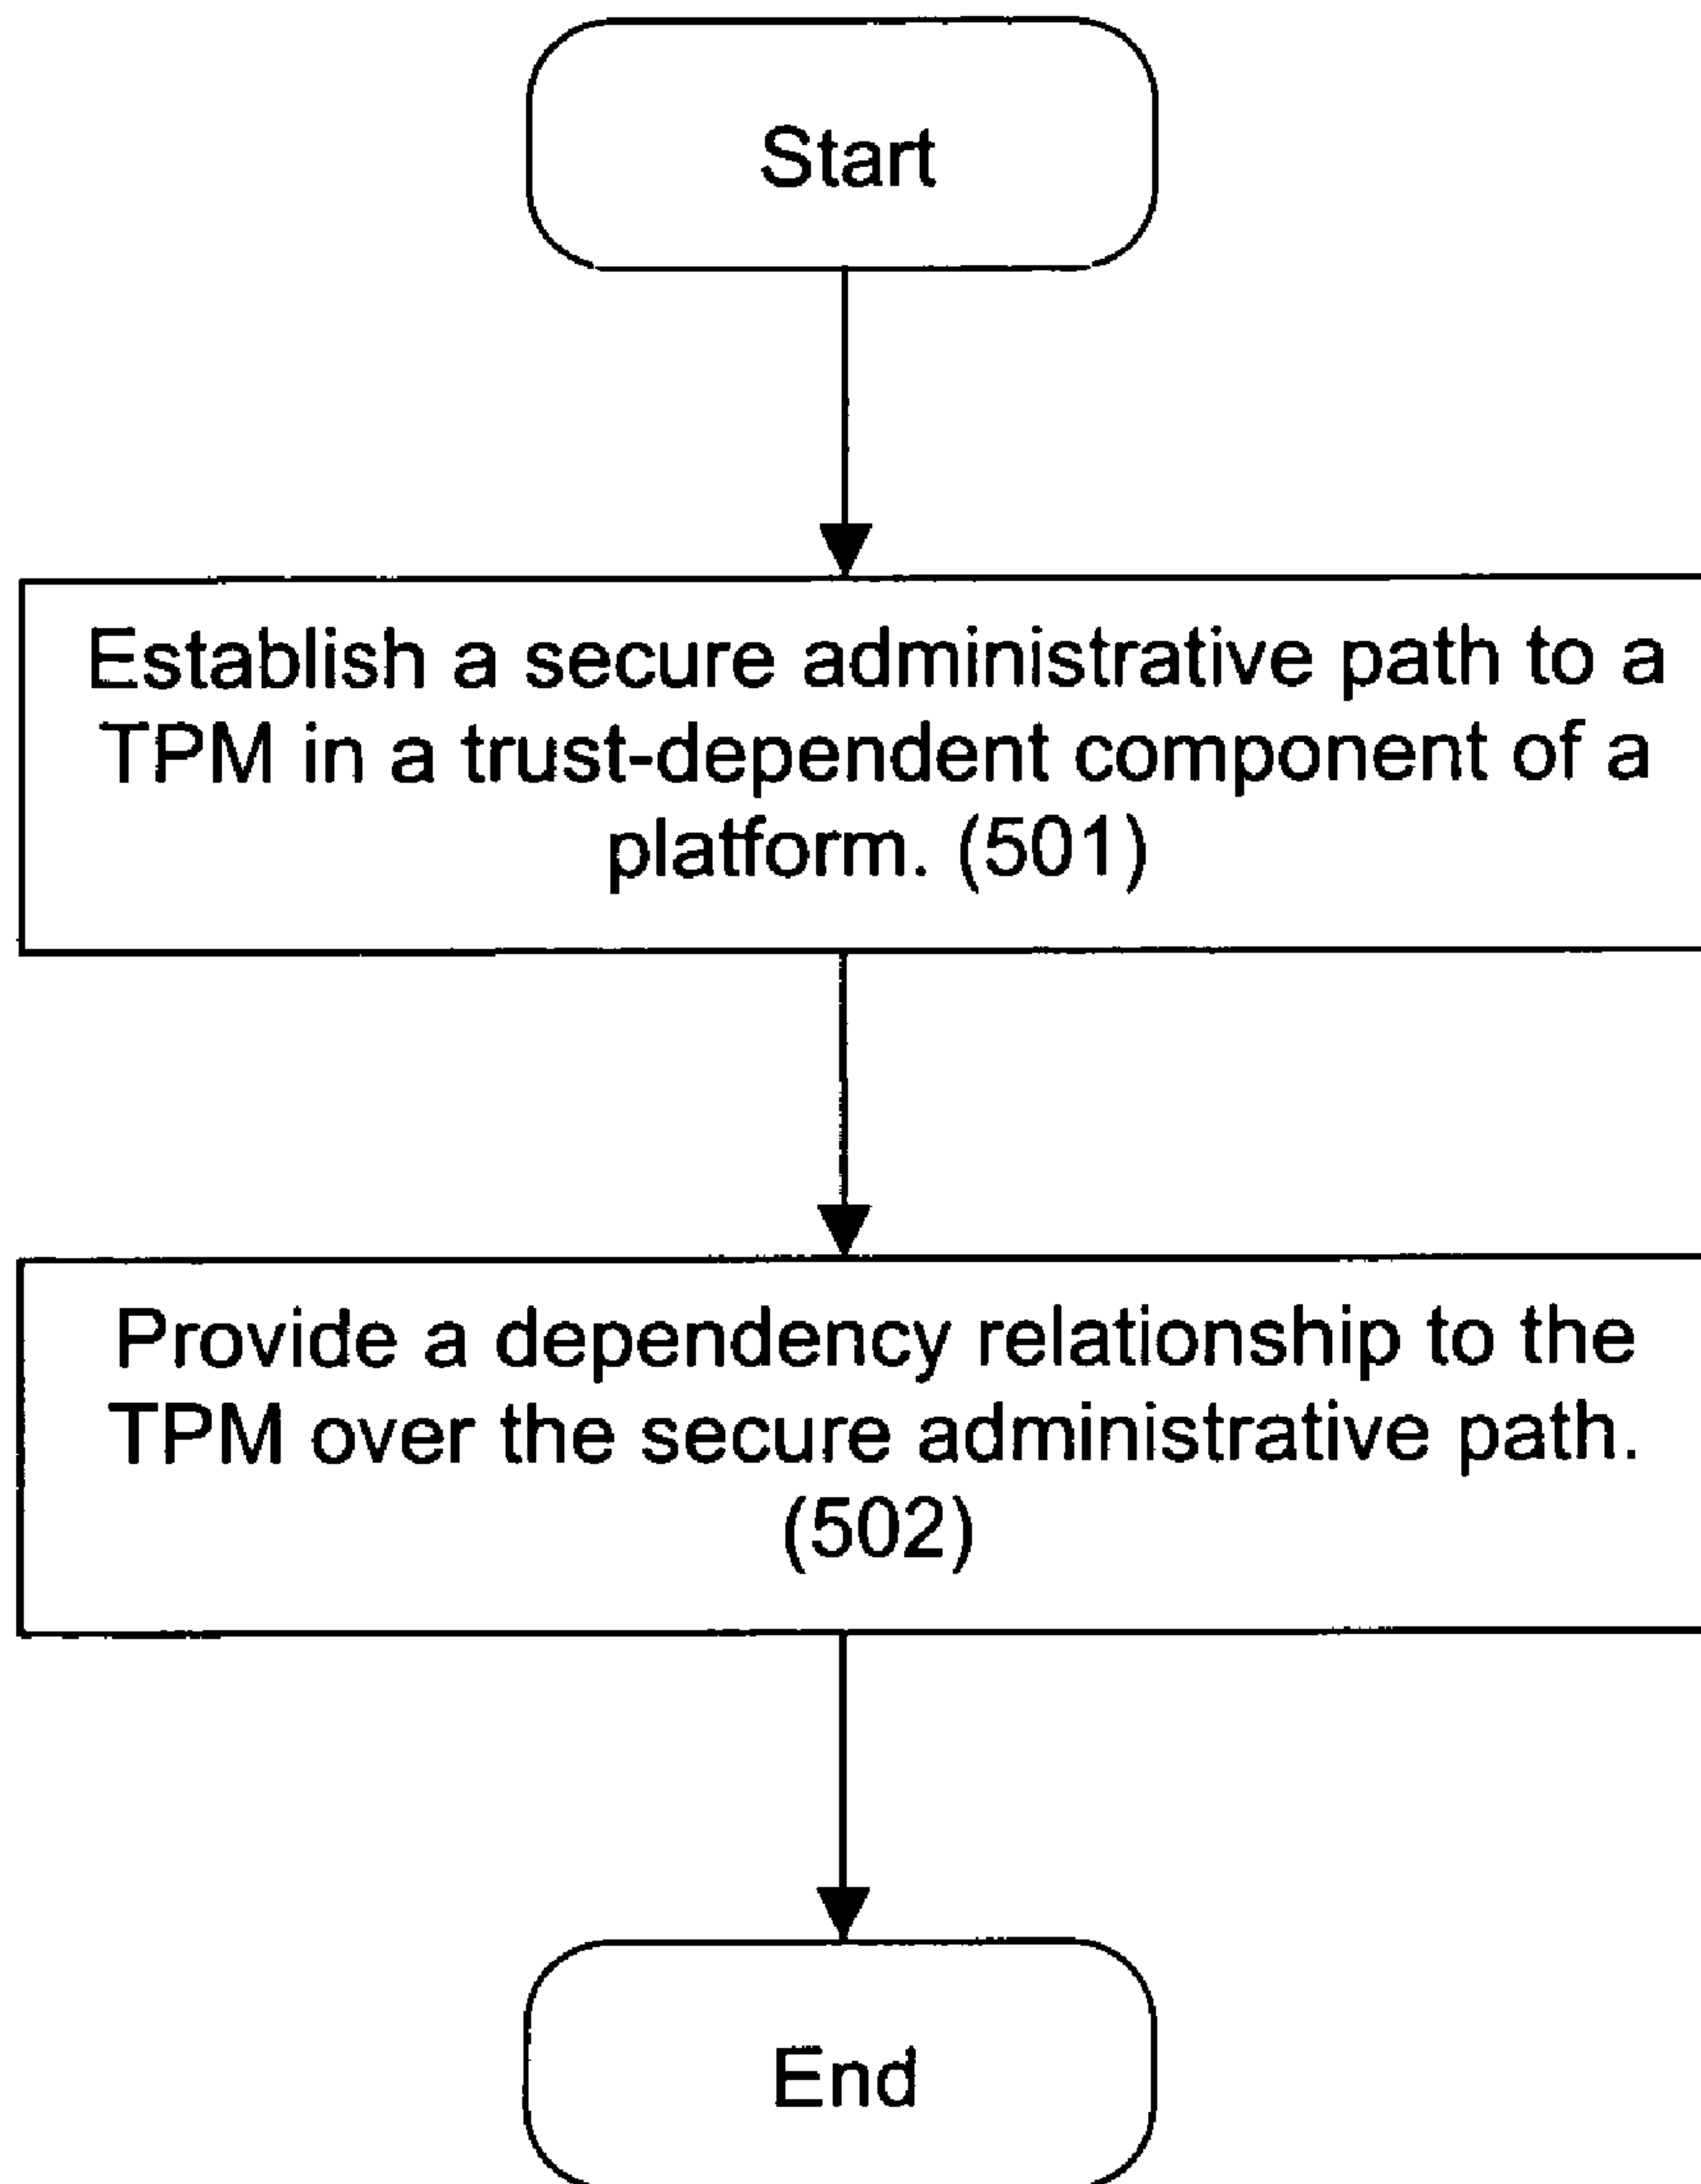 Start
Establish a secure administrative path to a
TPM in a trust-dependent component of a
platform. (501)
Provide a dependency relationship to the
TPM over the secure administrative path.
(502)
End